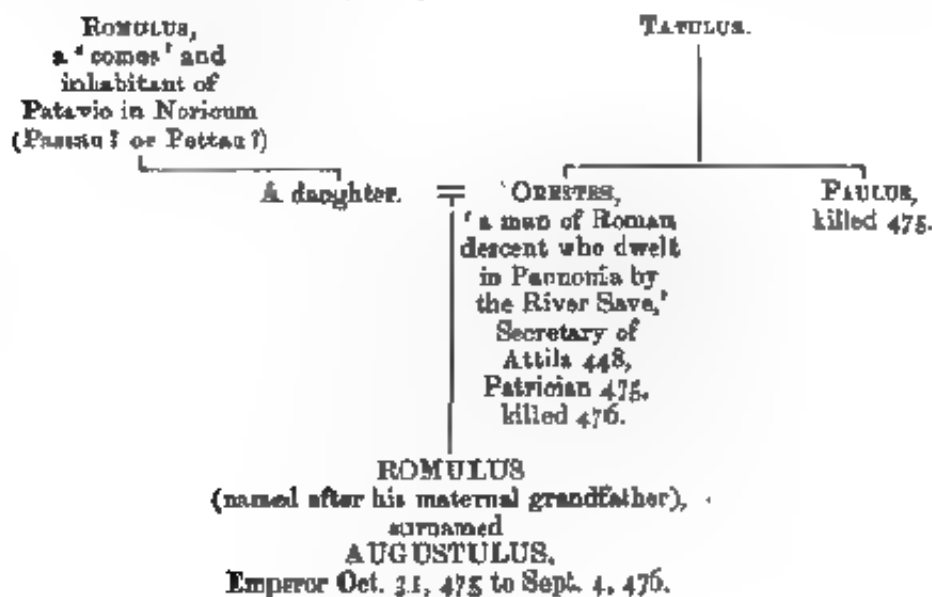 ROMULUS,
a 'comes' and
inhabitant of
Patavio in Noricum
(Passau? or Pettau?)
TATULUS.
A daughter. = ORESTES,
'a man of Roman
descent who dwelt
in Pannonia by
the River Save,'
Secretary of
Attila 448,
Patrician 475,
killed 476.
PAULUS,
killed 475.
ROMULUS
(named after his maternal grandfather),
surnamed
AUGUSTULUS,
Emperor Oct. 31, 475 to Sept. 4, 476.